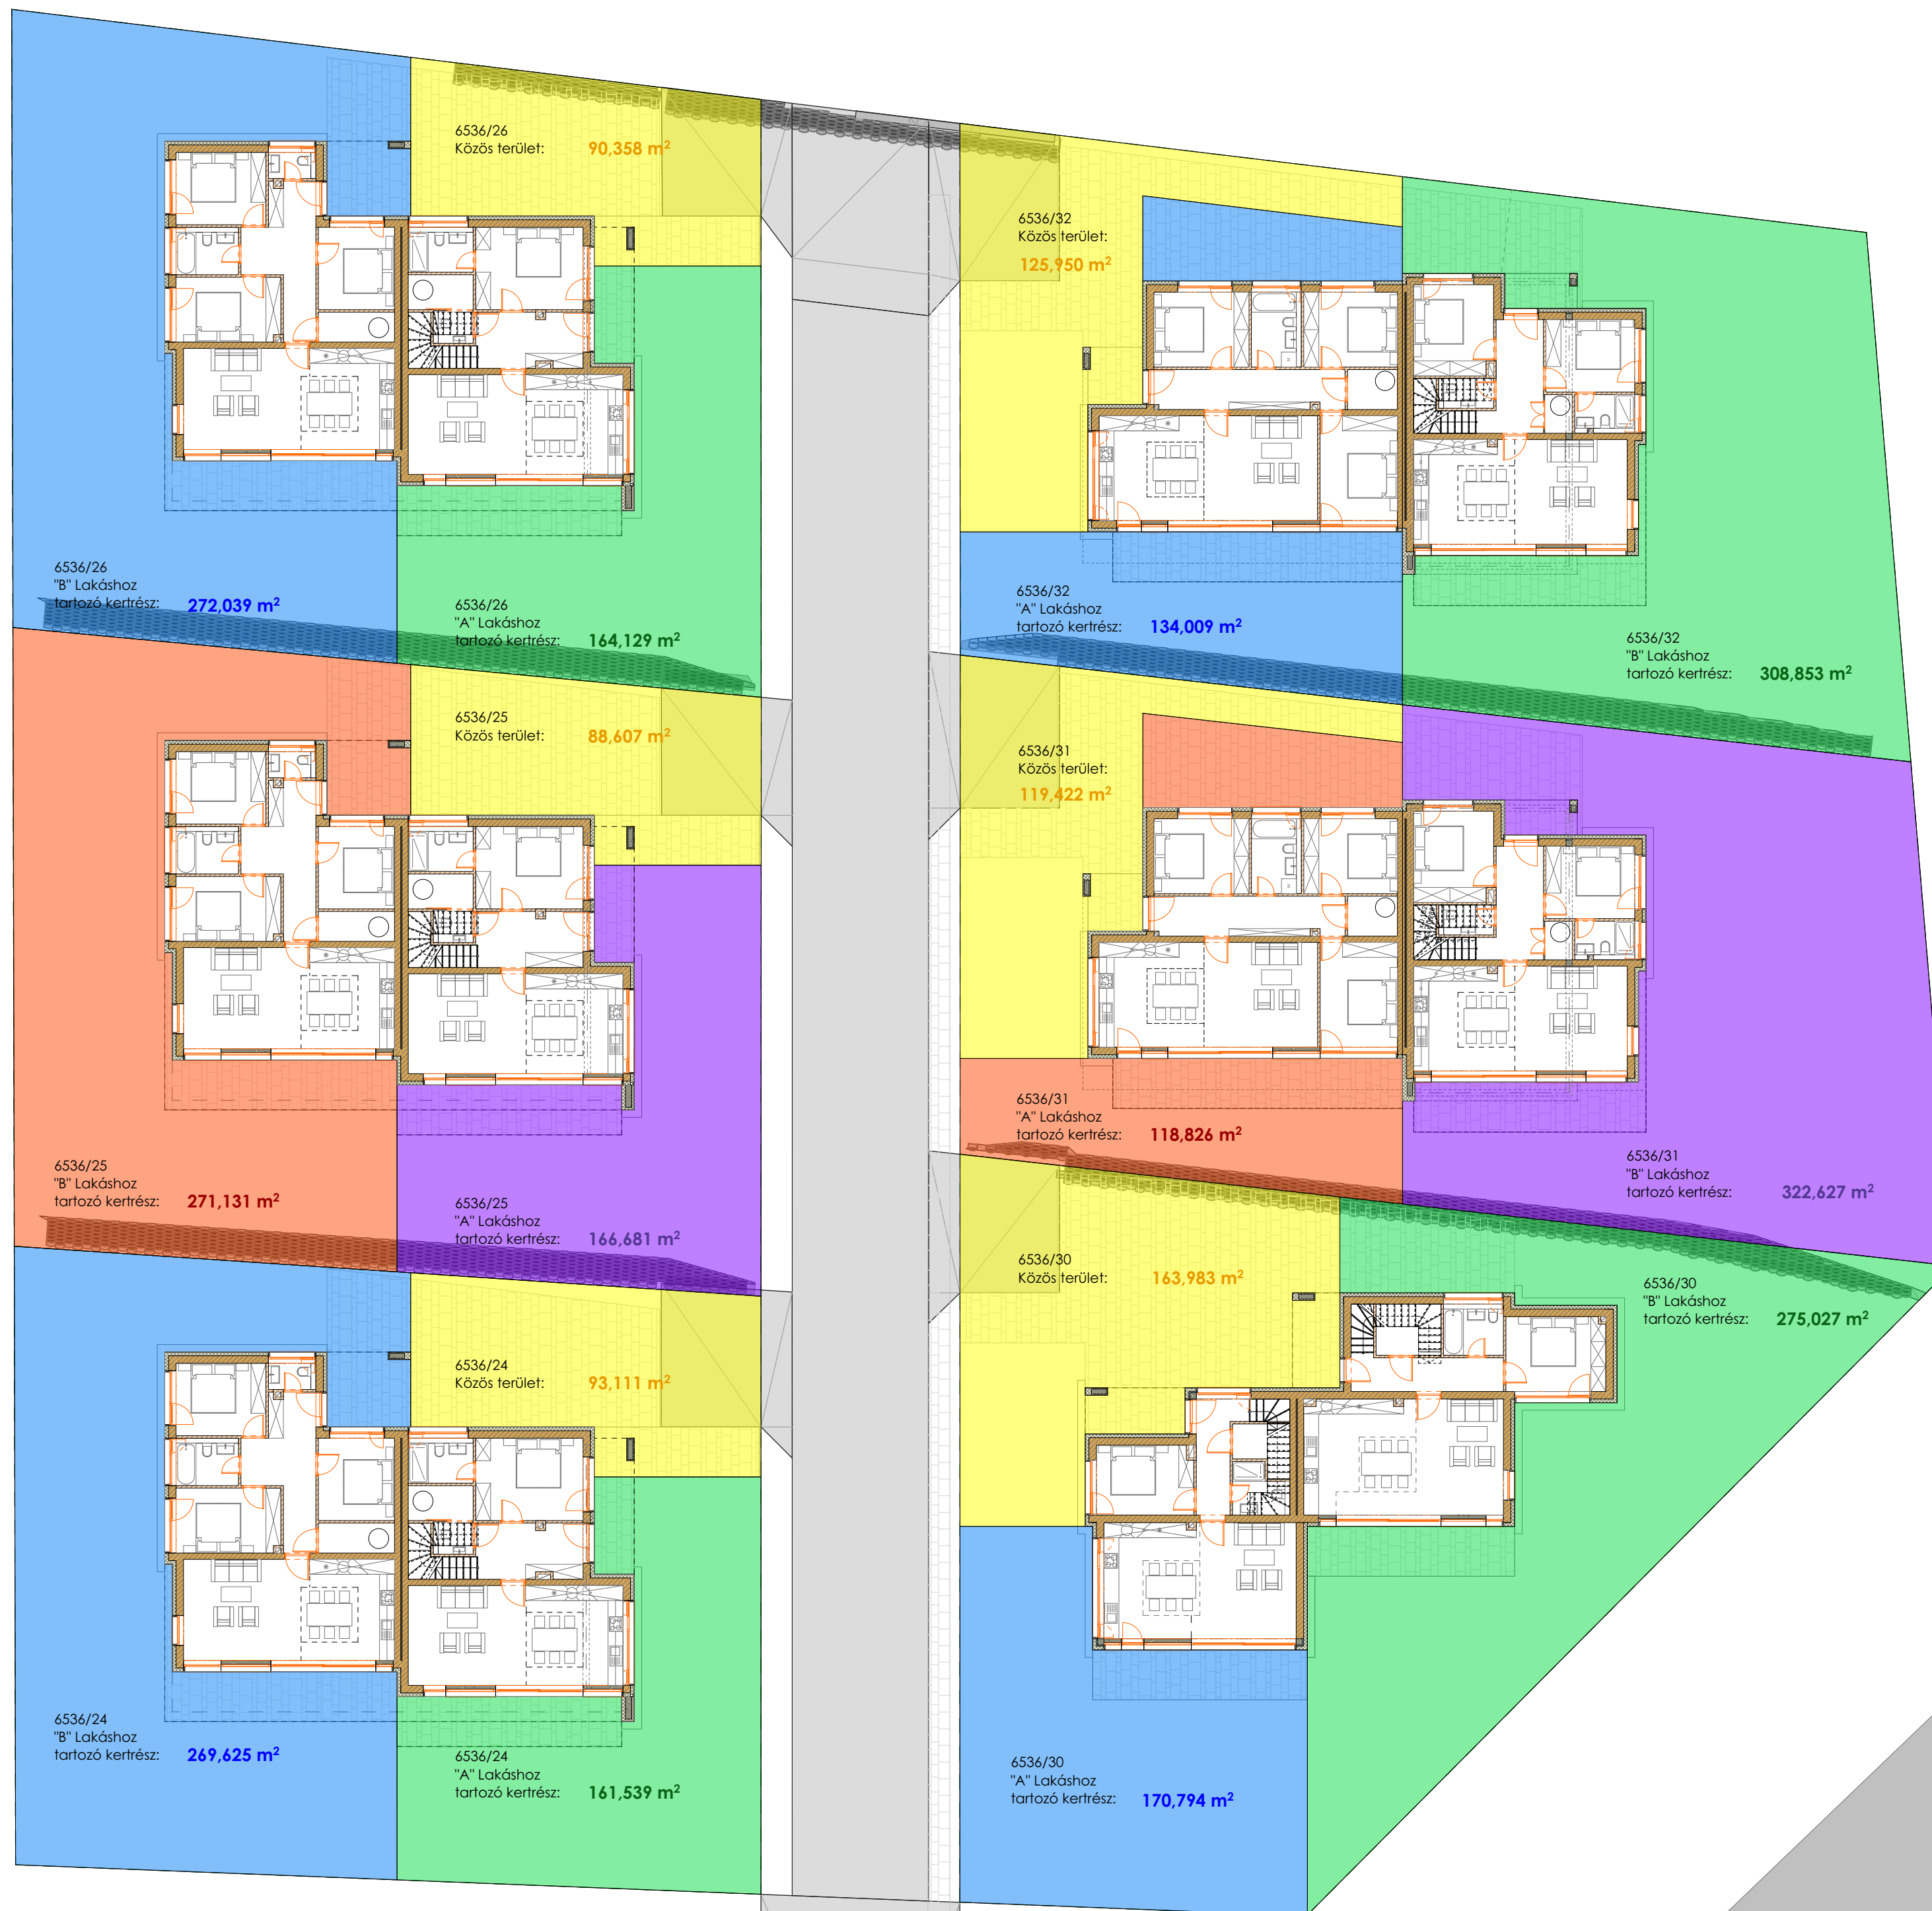 6536/26
Közös terület: 90,358 m²
6536/26
"B" Lakáshoz
tartozó kertrész: 272,039 m²
6536/26
"A" Lakáshoz
tartozó kertrész: 164,129 m²
6536/25
Közös terület: 88,607 m²
6536/25
"B" Lakáshoz
tartozó kertrész: 271,131 m²
6536/25
"A" Lakáshoz
tartozó kertrész: 166,681 m²
6536/24
Közös terület: 93,111 m²
6536/24
"B" Lakáshoz
tartozó kertrész: 269,625 m²
6536/24
"A" Lakáshoz
tartozó kertrész: 161,539 m²
6536/32
Közös terület:
125,950 m²
6536/32
"A" Lakáshoz
tartozó kertrész: 134,009 m²
6536/32
"B" Lakáshoz
tartozó kertrész: 308,853 m²
6536/31
Közös terület:
119,422 m²
6536/31
"A" Lakáshoz
tartozó kertrész: 118,826 m²
6536/31
"B" Lakáshoz
tartozó kertrész: 322,627 m²
6536/30
Közös terület: 163,983 m²
6536/30
"B" Lakáshoz
tartozó kertrész: 275,027 m²
6536/30
"A" Lakáshoz
tartozó kertrész: 170,794 m²